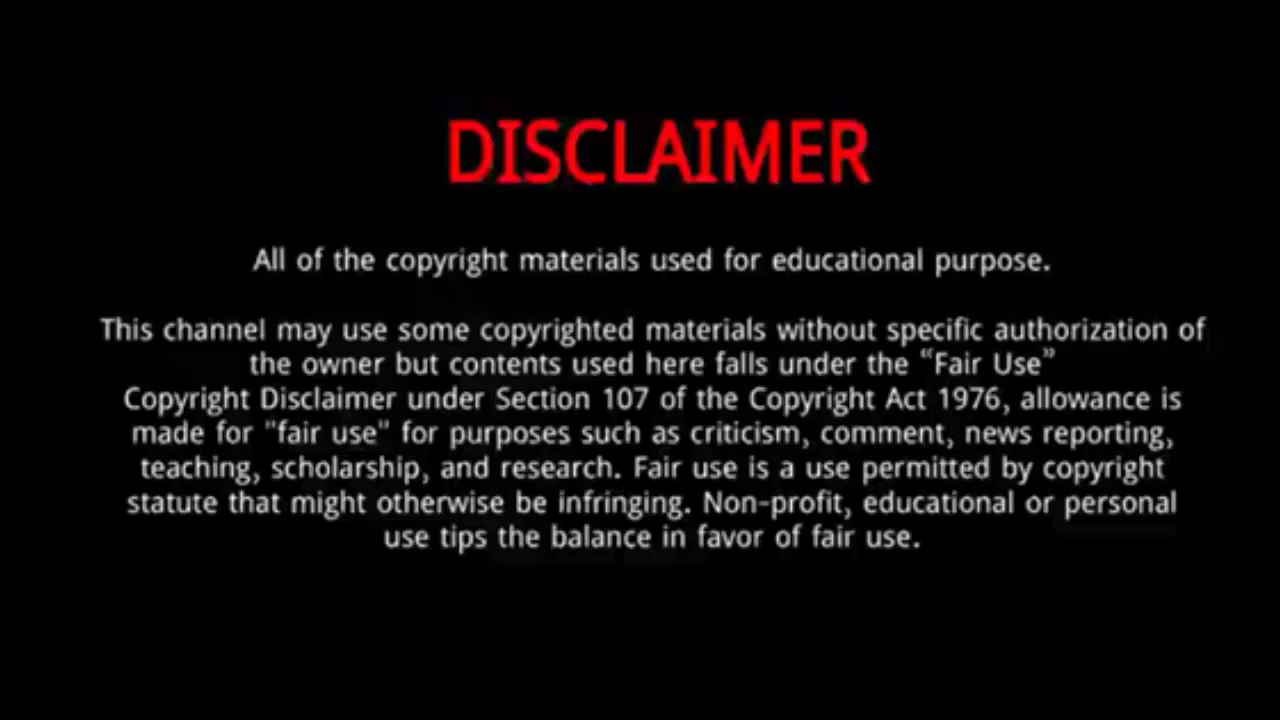 DISCLAIMER
All of the copyright materials used for educational purpose.
This channel may use some copyrighted materials without specific authorization of
the owner but contents used here falls under the “Fair Use”
Copyright Disclaimer under Section 107 of the Copyright Act 1976, allowance is
made for "fair use" for purposes such as criticism, comment, news reporting,
teaching, scholarship, and research. Fair use is a use permitted by copyright
statute that might otherwise be infringing. Non-profit, educational or personal
use tips the balance in favor of fair use.